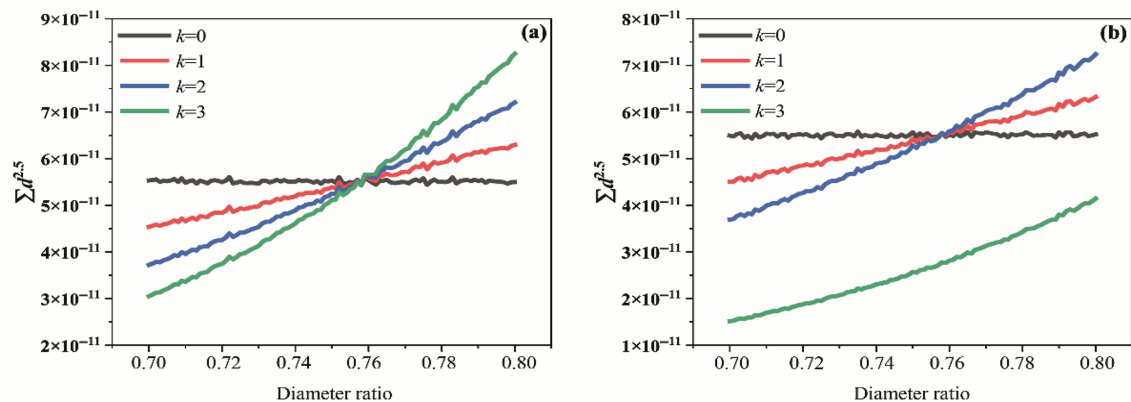 (a)
k=0
k=1
k=2
k=3
9×10⁻¹¹
8×10⁻¹¹
7×10⁻¹¹
6×10⁻¹¹
5×10⁻¹¹
4×10⁻¹¹
3×10⁻¹¹
2×10⁻¹¹
∑d²·⁵
0.70 0.72 0.74 0.76 0.78 0.80
Diameter ratio
(b)
k=0
k=1
k=2
k=3
8×10⁻¹¹
7×10⁻¹¹
6×10⁻¹¹
5×10⁻¹¹
4×10⁻¹¹
3×10⁻¹¹
2×10⁻¹¹
1×10⁻¹¹
∑d²·⁵
0.70 0.72 0.74 0.76 0.78 0.80
Diameter ratio